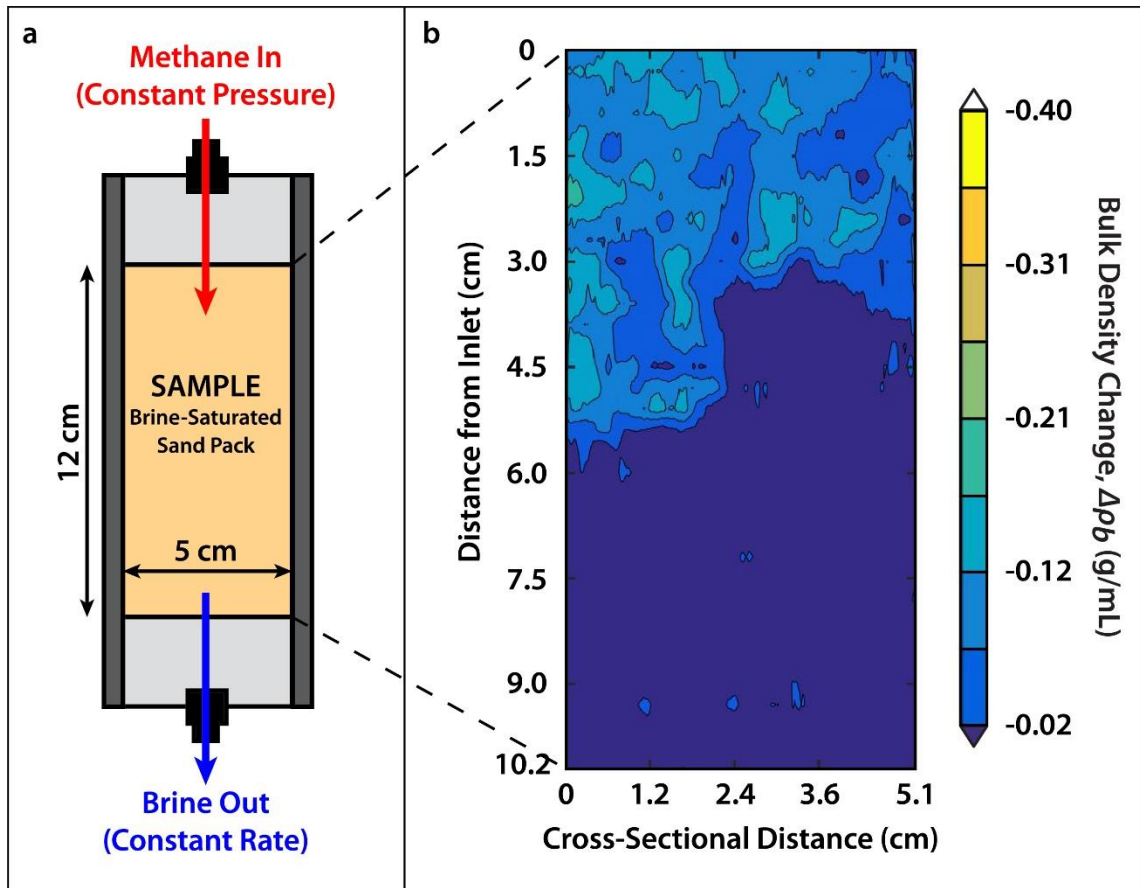 a
Methane In
(Constant Pressure)
SAMPLE
Brine-Saturated
Sand Pack
12 cm
5 cm
Brine Out
(Constant Rate)
b
0
1.5
3.0
4.5
6.0
7.5
9.0
10.2
Distance from Inlet (cm)
0 1.2 2.4 3.6 5.1
Cross-Sectional Distance (cm)
-0.40
-0.31
-0.21
-0.12
-0.02
Bulk Density Change, Δρb (g/mL)